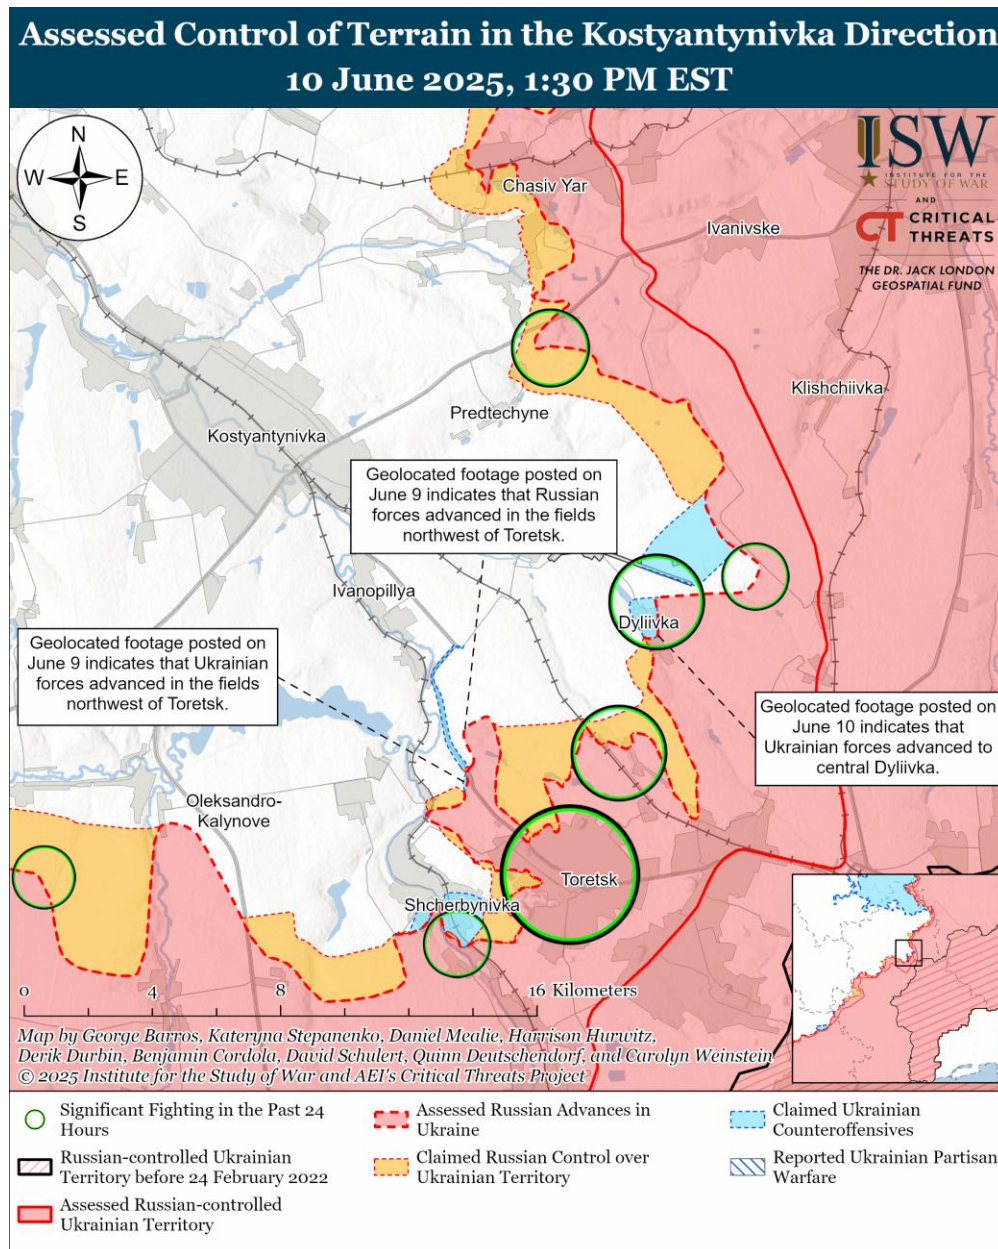 Assessed Control of Terrain in the Kostyantynivka Direction
10 June 2025, 1:30 PM EST
N
W
E
S
ISW
INSTITUTE FOR THE
STUDY OF WAR
AND
CT CRITICAL
THREATS
THE DR. JACK LONDON
GEOSPATIAL FUND
Chasiv Yar
Ivanivske
Klishchiivka
Predtechyne
Kostyantynivka
Geolocated footage posted on
June 9 indicates that Russian
forces advanced in the fields
northwest of Toretsk.
Ivanopillya
Dyliivka
Geolocated footage posted on
June 9 indicates that Ukrainian
forces advanced in the fields
northwest of Toretsk.
Geolocated footage posted on
June 10 indicates that
Ukrainian forces advanced to
central Dyliivka.
Oleksandro-
Kalynove
Toretsk
Shcherbynivka
0 4 8 16 Kilometers
Map by George Barros, Kateryna Stepanenko, Daniel Mealie, Harrison Hurwitz,
Derik Durbin, Benjamin Cordola, David Schulert, Quinn Deutschendorf, and Carolyn Weinstein
© 2025 Institute for the Study of War and AEI's Critical Threats Project
Significant Fighting in the Past 24
Hours
Russian-controlled Ukrainian
Territory before 24 February 2022
Assessed Russian-controlled
Ukrainian Territory
Assessed Russian Advances in
Ukraine
Claimed Russian Control over
Ukrainian Territory
Claimed Ukrainian
Counteroffensives
Reported Ukrainian Partisan
Warfare